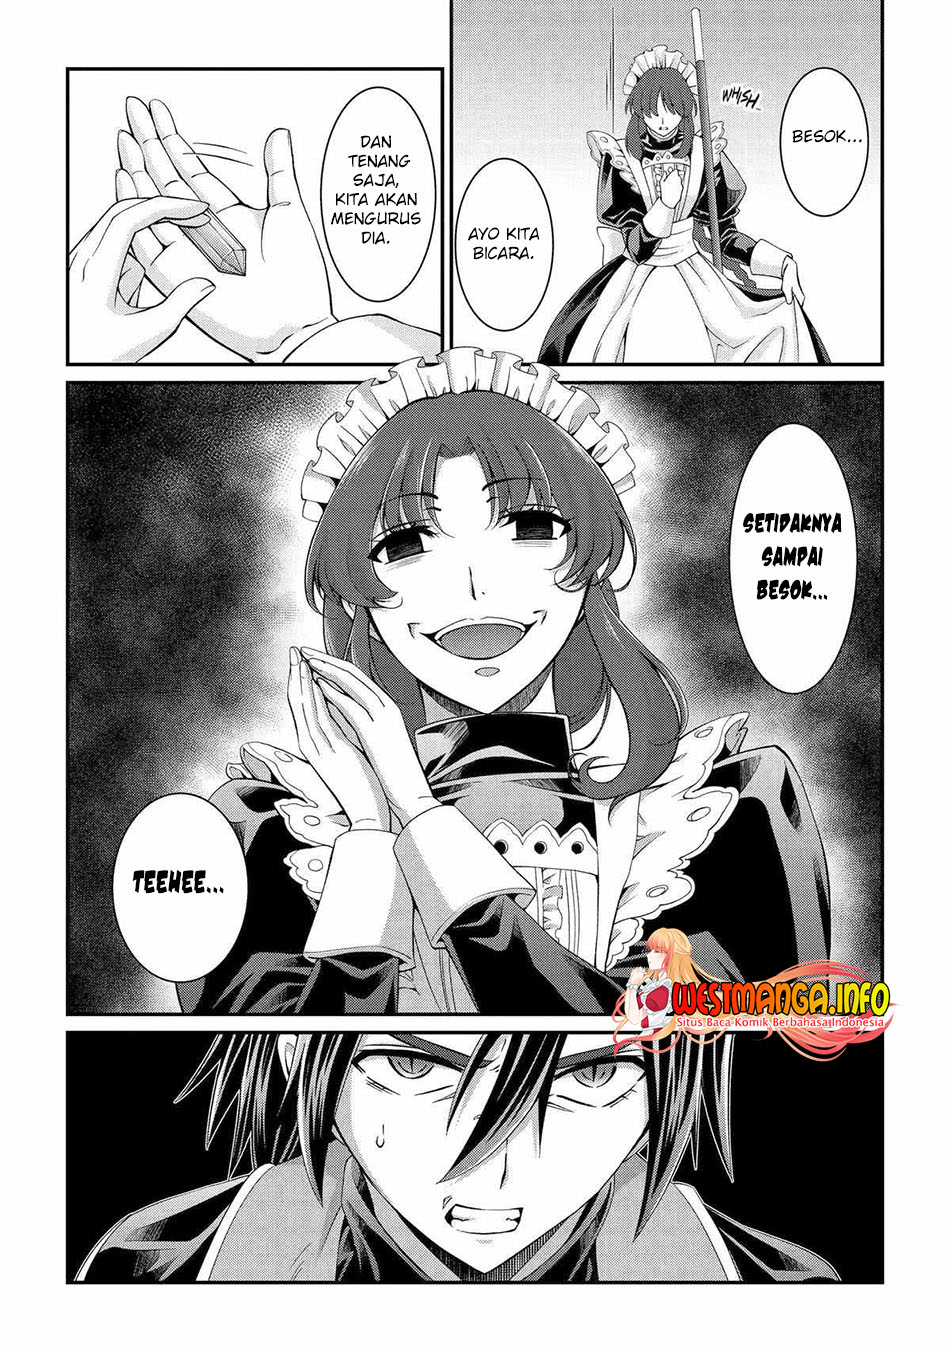 BESOK...
WHISH...
AYO KITA
BICARA.
DAN
TENANG
SAJA,
KITA AKAN
MENGURUS
DIA.
SETIDAKNYA
SAMPAI
BESOK...
TEEHEE...
WESTMANGA.INFO
Situs Baca Komik Berbahasa Indonesia